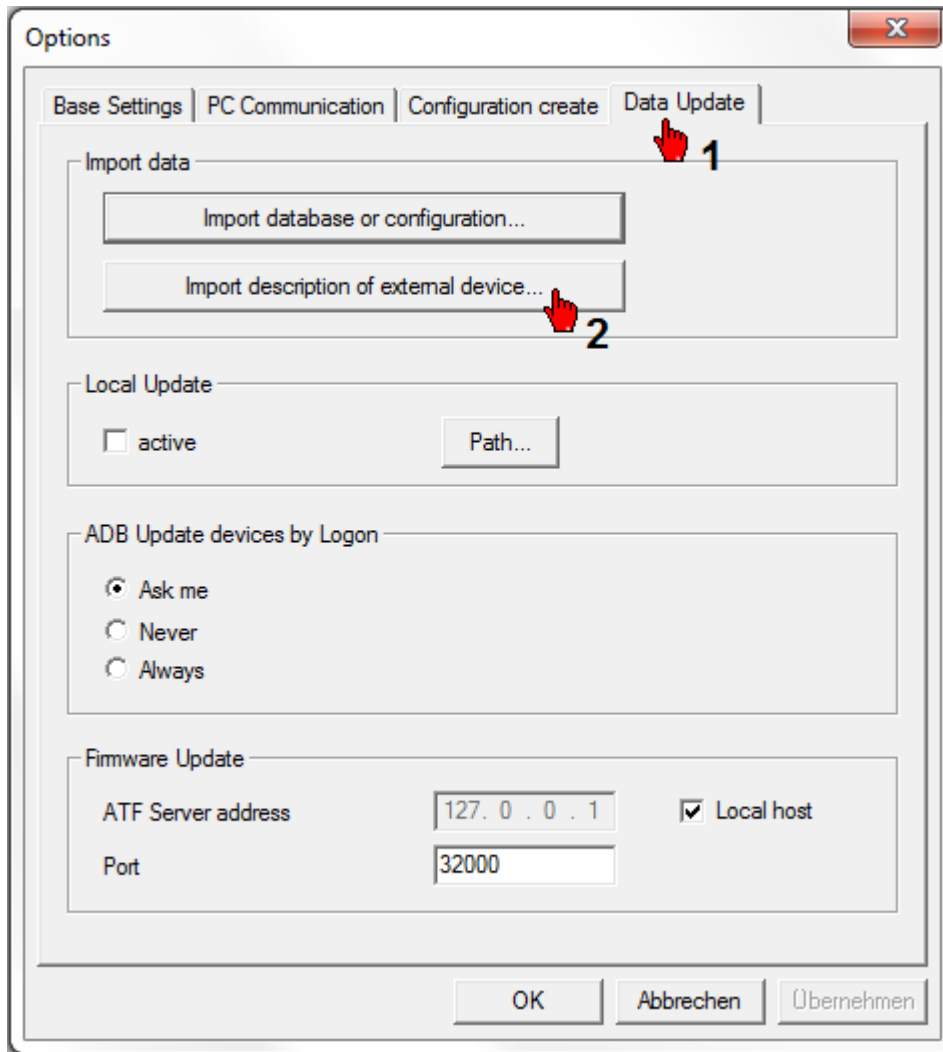 Options
Base Settings PC Communication Configuration create Data Update
1
Import data
Import database or configuration...
Import description of external device...
2
Local Update
active Path...
ADB Update devices by Logon
Ask me
Never
Always
Firmware Update
ATF Server address 127. 0 . 0 . 1 Local host
Port 32000
OK Abbrechen Übernehmen